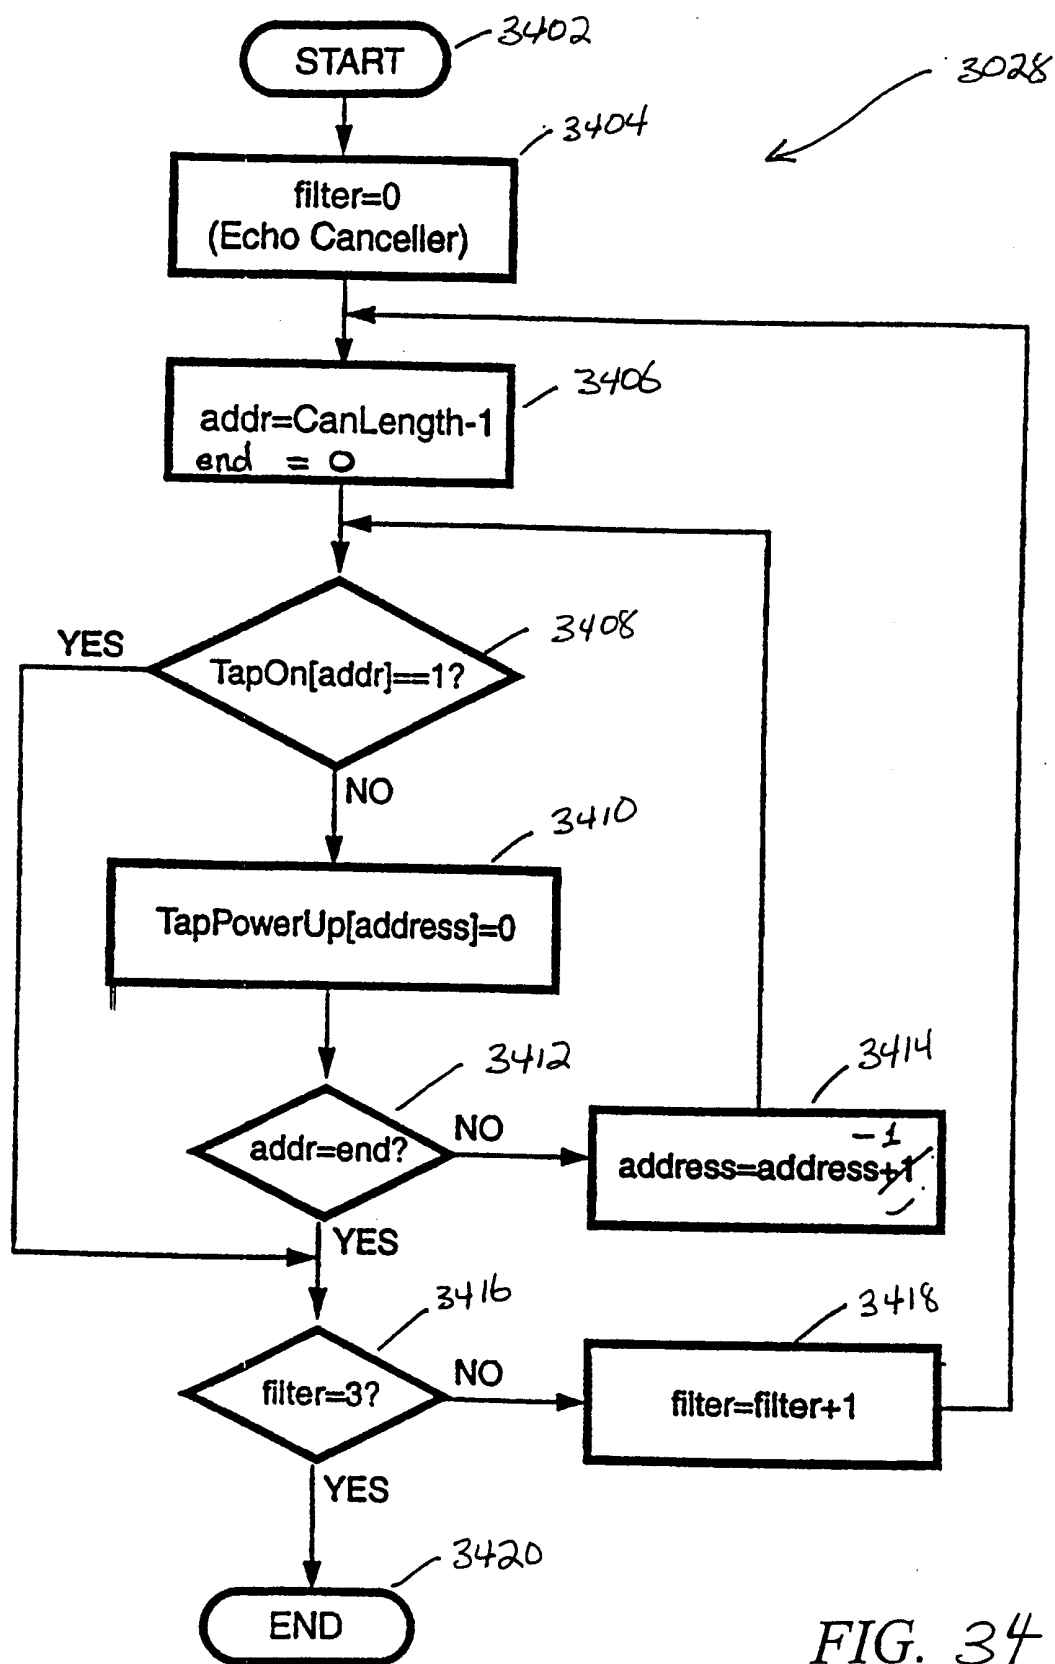 START
3402
3028
3404
filter=0
(Echo Canceller)
3406
addr=CanLength-1
end = 0
3408
YES
TapOn[addr]==1?
NO
3410
TapPowerUp[address]=0
3412
3414
addr=end?
NO
-1
address=address+1
YES
3416
3418
filter=3?
NO
filter=filter+1
YES
3420
END
FIG. 34